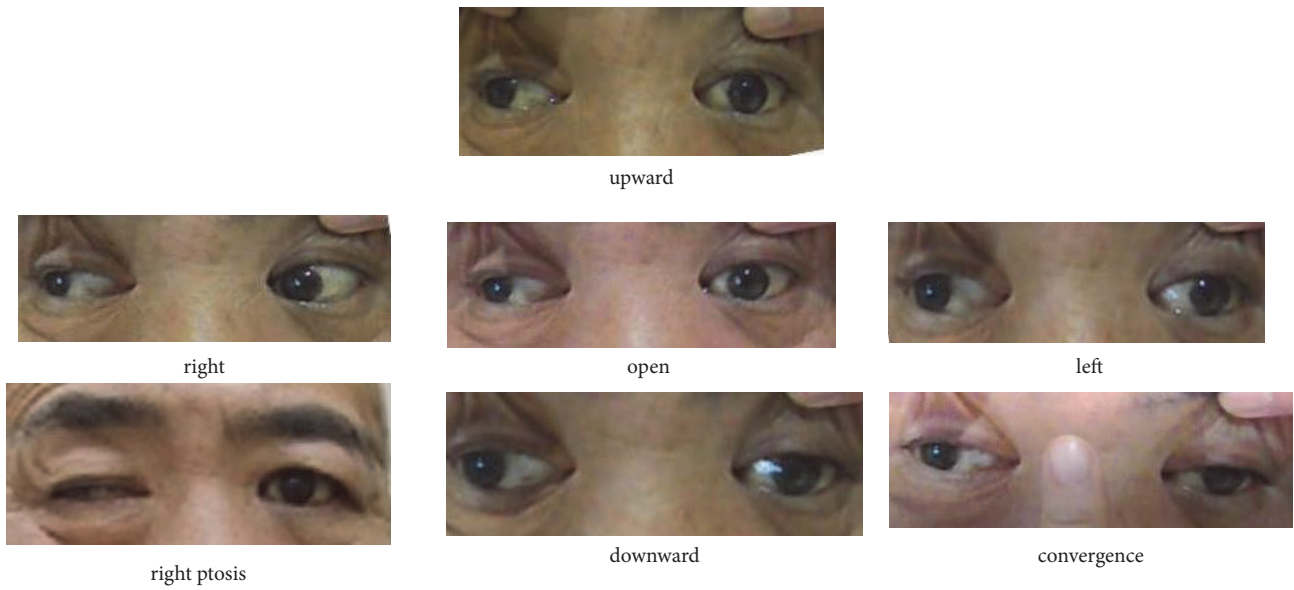 upward
right
open
left
right ptosis
downward
convergence